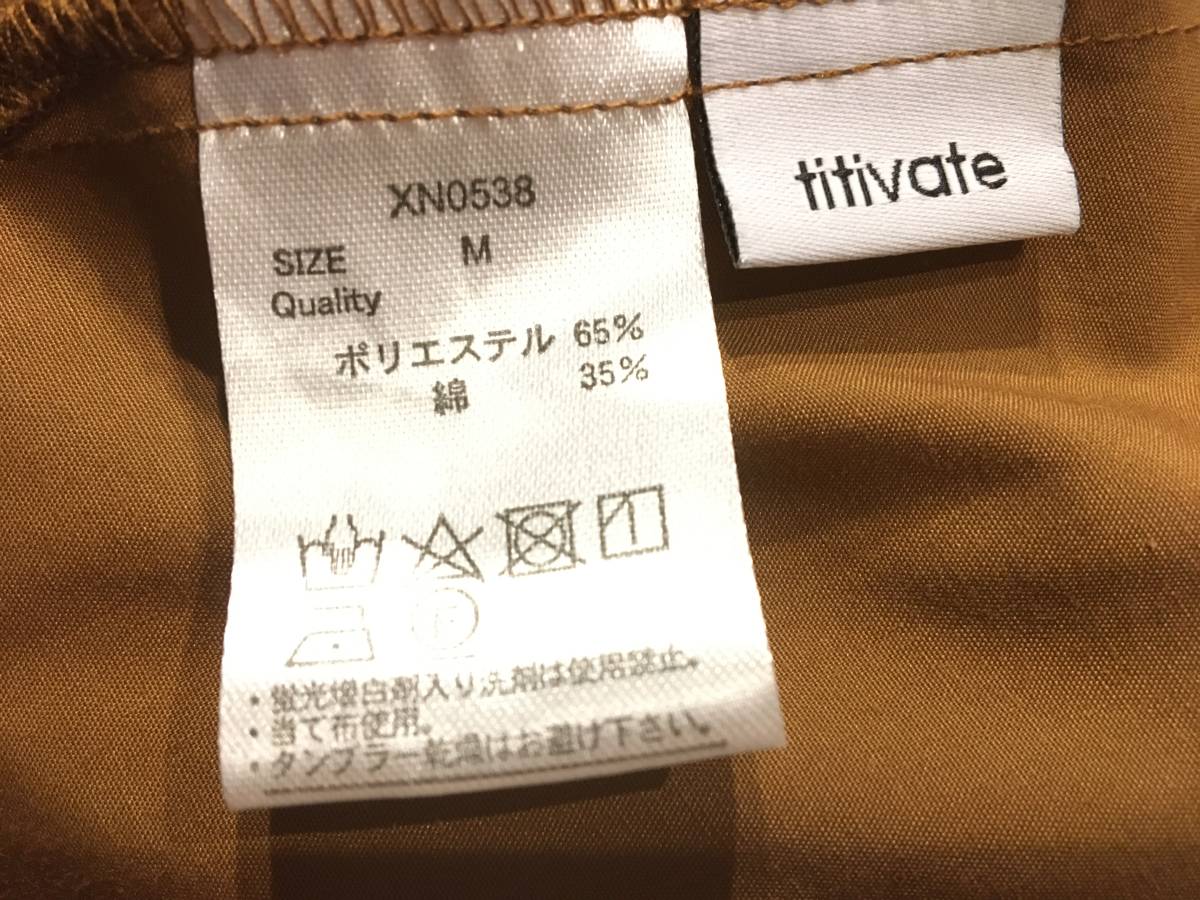 titivate
XN0538
SIZE M
Quality
ポリエステル 65%
綿 35%
P
・蛍光増白剤入り洗剤は使用禁止。
・当て布使用。
・タンブラー乾燥はお避け下さい。